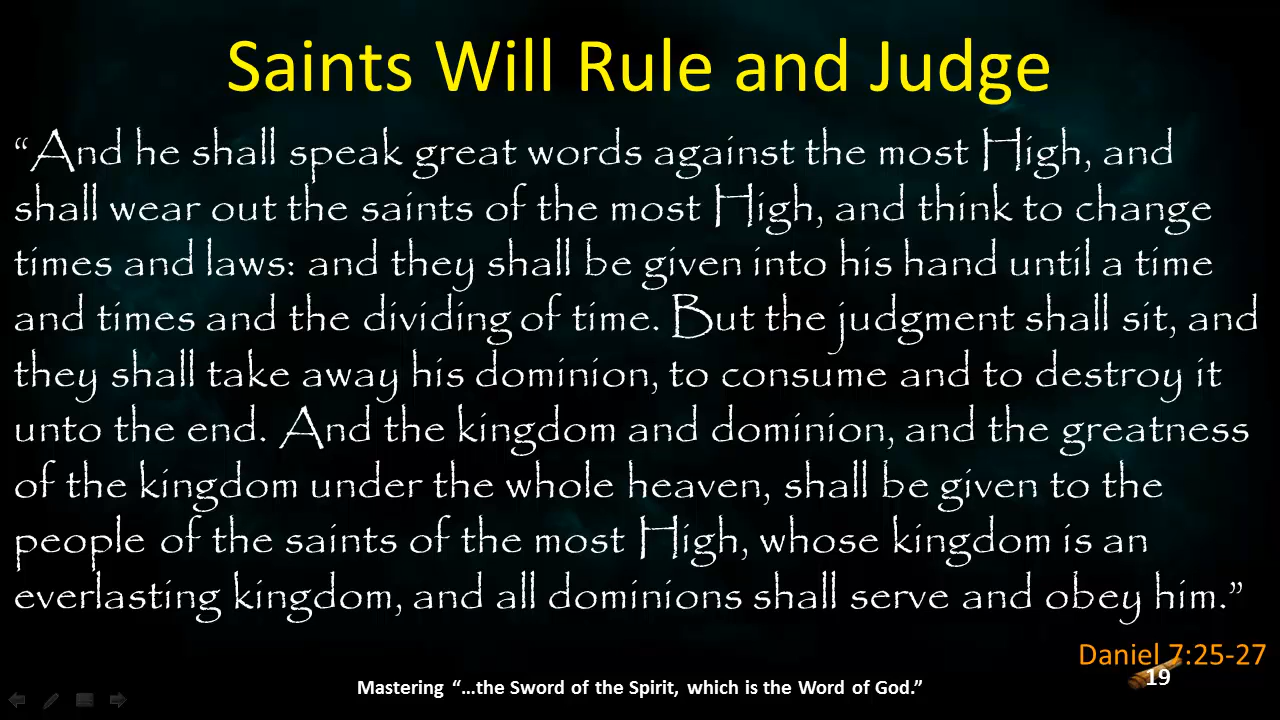 Saints Will Rule and Judge
“And he shall speak great words against the most High, and
shall wear out the saints of the most High, and think to change
times and laws: and they shall be given into his hand until a time
and times and the dividing of time. But the judgment shall sit, and
they shall take away his dominion, to consume and to destroy it
unto the end. And the kingdom and dominion, and the greatness
of the kingdom under the whole heaven, shall be given to the
people of the saints of the most High, whose kingdom is an
everlasting kingdom, and all dominions shall serve and obey him.”
Daniel 7:25-27
19
Mastering “…the Sword of the Spirit, which is the Word of God.”